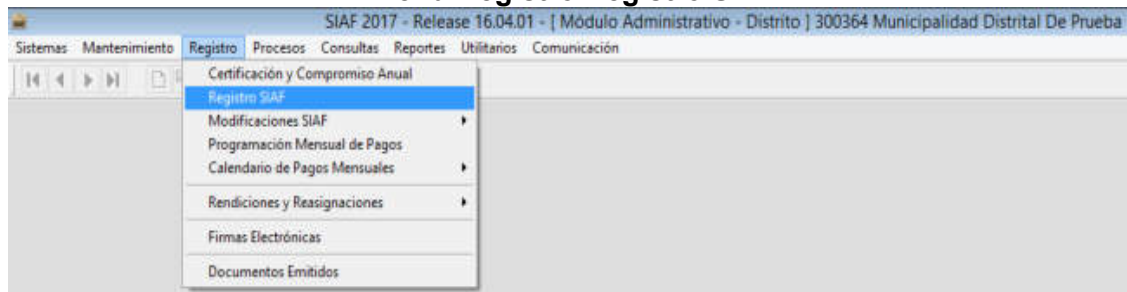 SIAF 2017 - Release 16.04.01 - [ Módulo Administrativo - Distrito ] 300364 Municipalidad Distrital De Prueba
Sistemas Mantenimiento Registro Procesos Consultas Reportes Utilitarios Comunicación
Certificación y Compromiso Anual
Registro SIAF
Modificaciones SIAF
Programación Mensual de Pagos
Calendario de Pagos Mensuales
Rendiciones y Reasignaciones
Firmas Electrónicas
Documentos Emitidos